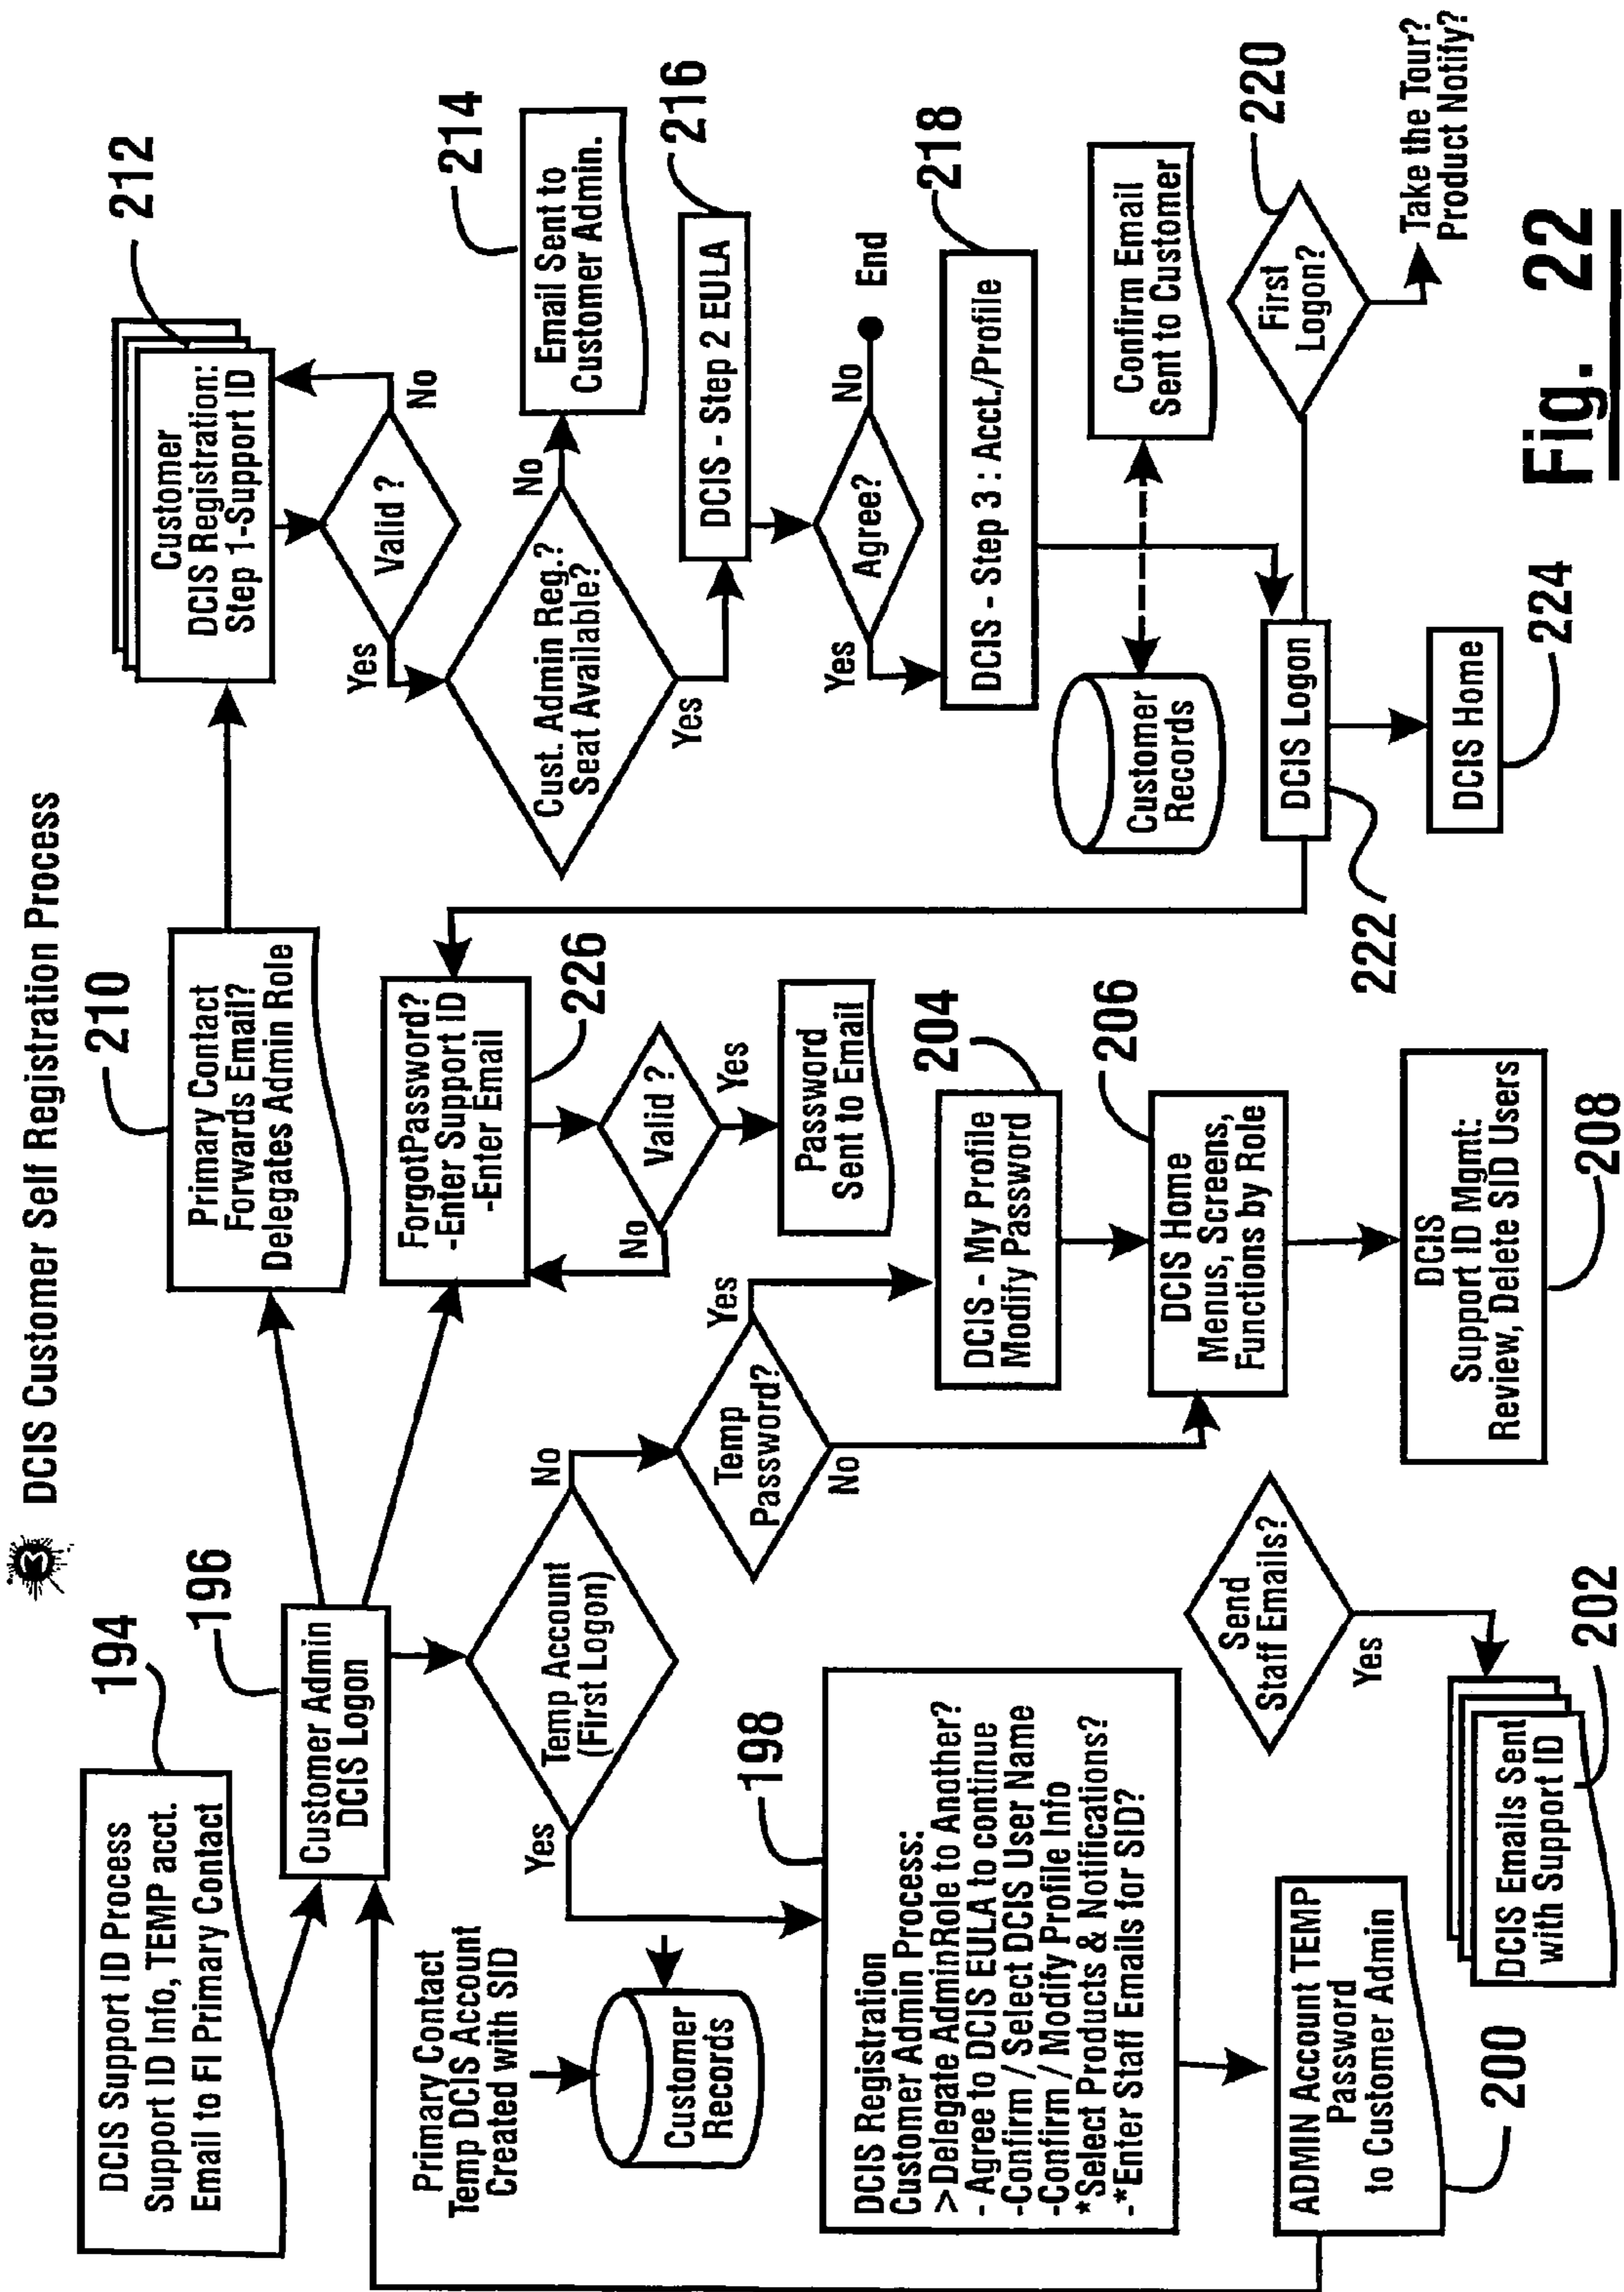 DCIS Customer Self Registration Process
DCIS Support ID Process
Support ID Info, TEMP acct.
Email to FI Primary Contact
194
196
Customer Admin
DCIS Logon
Primary Contact
Temp DCIS Account
Created with SID
Customer
Records
Temp Account
(First Logon)
Yes
No
198
DCIS Registration
Customer Admin Process:
> Delegate AdminRole to Another?
- Agree to DCIS EULA to continue
-Confirm / Select DCIS User Name
-Confirm / Modify Profile Info
*Select Products & Notifications?
-*Enter Staff Emails for SID?
ADMIN Account TEMP
Password
to Customer Admin
200
Send
Staff Emails?
Yes
DCIS Emails Sent
with Support ID
202
210
Primary Contact
Forwards Email?
Delegates Admin Role
ForgotPassword?
-Enter Support ID
-Enter Email
226
Valid ?
No
Yes
Password
Sent to Email
Temp
Password?
Yes
No
204
DCIS - My Profile
Modify Password
206
DCIS Home
Menus, Screens,
Functions by Role
DCIS
Support ID Mgmt:
Review, Delete SID Users
208
212
Customer
DCIS Registration:
Step 1-Support ID
Valid ?
No
Yes
Cust. Admin Reg.?
Seat Available?
No
Yes
214
Email Sent to
Customer Admin.
216
DCIS - Step 2 EULA
Agree?
No
End
Yes
218
DCIS - Step 3 : Acct./Profile
Customer
Records
Confirm Email
Sent to Customer
220
First
Logon?
Take the Tour?
Product Notify?
DCIS Logon
222
DCIS Home
224
Fig. 22